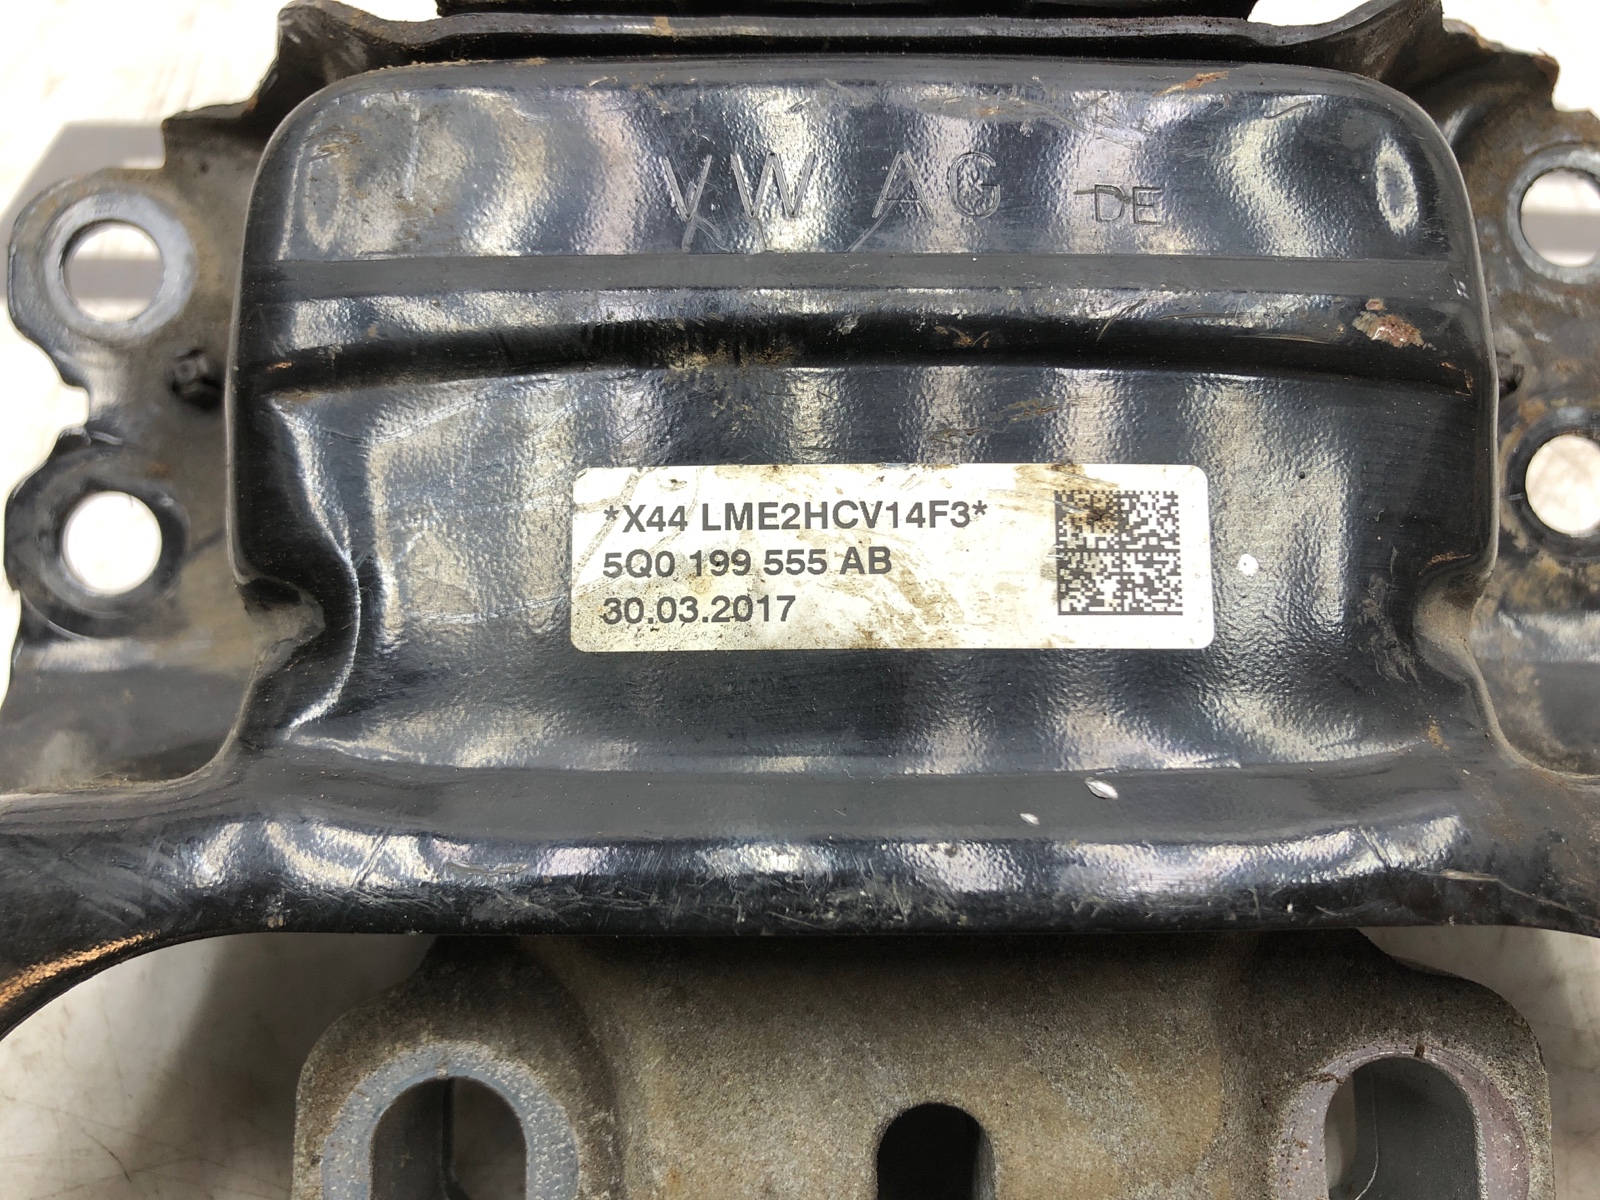 VW AG DE
*X44 LME2HCV14F3*
5Q0 199 555 AB
30.03.2017